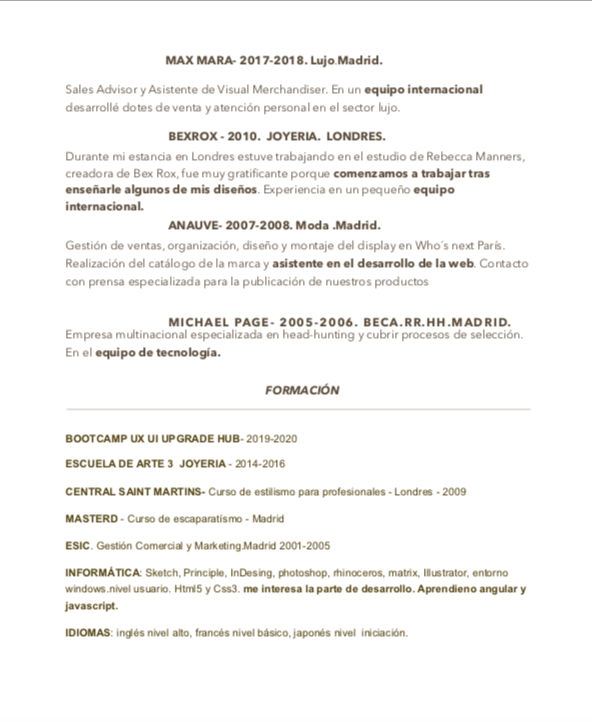 MAX MARA- 2017-2018. Lujo.Madrid.
Sales Advisor y Asistente de Visual Merchandiser. En un equipo internacional
desarrollé dotes de venta y atención personal en el sector lujo.
BEXROX - 2010. JOYERIA. LONDRES.
Durante mi estancia en Londres estuve trabajando en el estudio de Rebecca Manners,
creadora de Bex Rox, fue muy gratificante porque comenzamos a trabajar tras
enseñarle algunos de mis diseños. Experiencia en un pequeño equipo
internacional.
ANAUVE- 2007-2008. Moda .Madrid.
Gestión de ventas, organización, diseño y montaje del display en Who´s next París.
Realización del catálogo de la marca y asistente en el desarrollo de la web. Contacto
con prensa especializada para la publicación de nuestros productos
MICHAEL PAGE- 2005-2006. BECA.RR.HH.MADRID.
Empresa multinacional especializada en head-hunting y cubrir procesos de selección.
En el equipo de tecnología.
FORMACIÓN
BOOTCAMP UX UI UPGRADE HUB- 2019-2020
ESCUELA DE ARTE 3 JOYERIA - 2014-2016
CENTRAL SAINT MARTINS- Curso de estilismo para profesionales - Londres - 2009
MASTERD - Curso de escaparatísmo - Madrid
ESIC. Gestión Comercial y Marketing.Madrid 2001-2005
INFORMÁTICA: Sketch, Principle, InDesing, photoshop, rhinoceros, matrix, Illustrator, entorno
windows.nivel usuario. Html5 y Css3. me interesa la parte de desarrollo. Aprendieno angular y
javascript.
IDIOMAS: inglés nivel alto, francés nivel básico, japonés nivel iniciación.